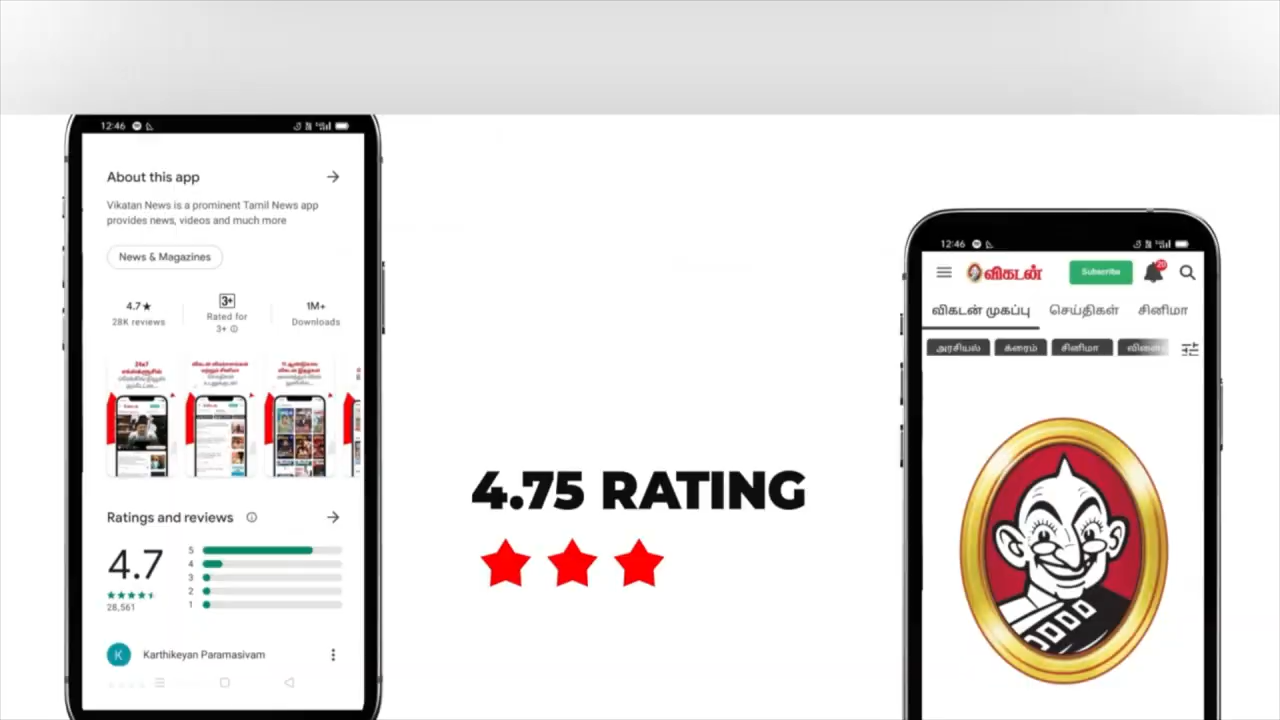 12:46
About this app
Vikatan News is a prominent Tamil News app
provides news, videos and much more
News & Magazines
4.7★
28K reviews
3+
Rated for
3+
1M+
Downloads
24x7
Ratings and reviews
4.7
28,561
5
4
3
2
1
K
Karthikeyan Paramasivam
4.75 RATING
12:46
விகடன்
Subscribe
விகடன் முகப்பு
செய்திகள்
சினிமா
அரசியல்
க்ரைம்
சினிமா